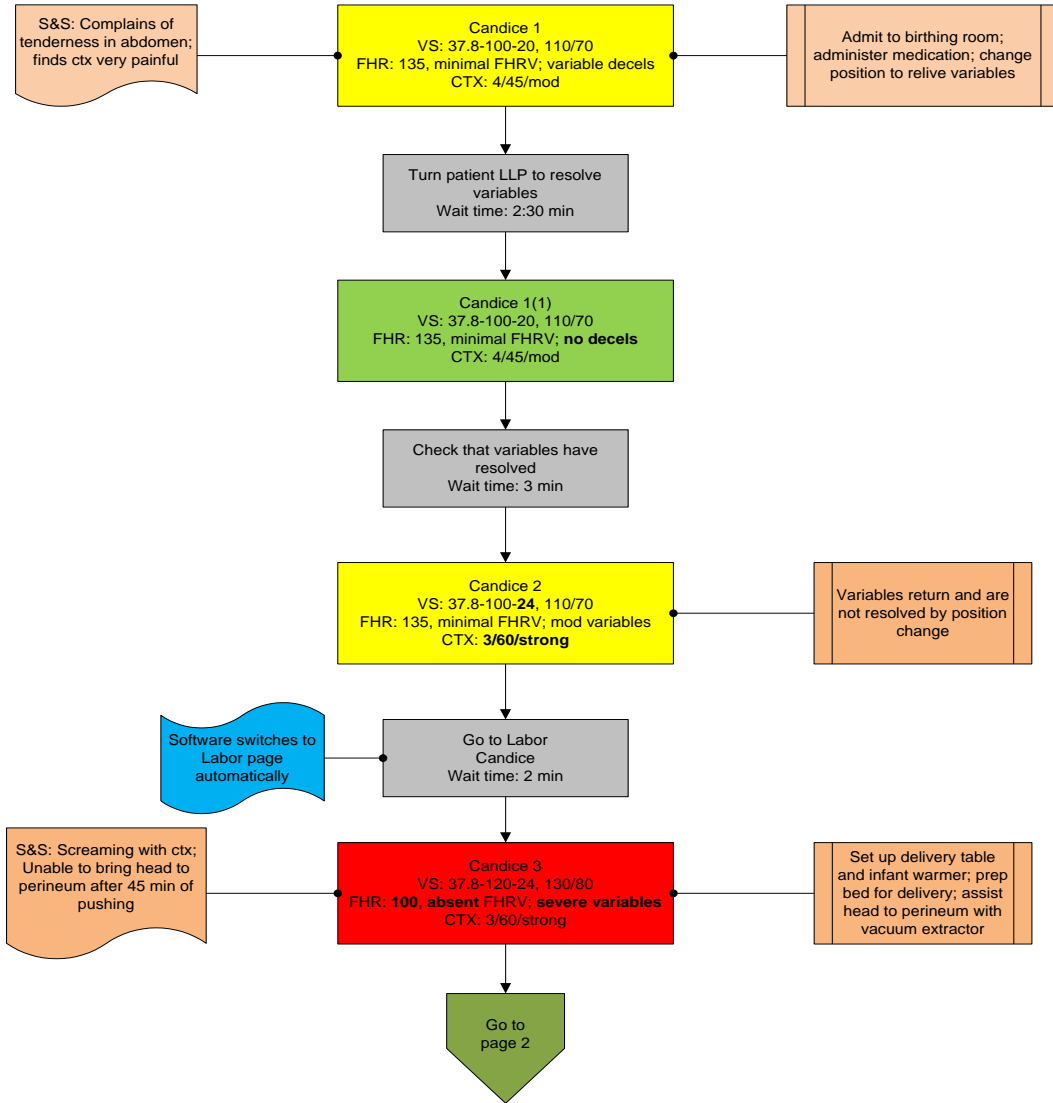 S&S: Complains of
tenderness in abdomen;
finds ctx very painful
Candice 1
VS: 37.8-100-20, 110/70
FHR: 135, minimal FHRV; variable decels
CTX: 4/45/mod
Admit to birthing room;
administer medication; change
position to relive variables
Turn patient LLP to resolve
variables
Wait time: 2:30 min
Candice 1(1)
VS: 37.8-100-20, 110/70
FHR: 135, minimal FHRV; no decels
CTX: 4/45/mod
Check that variables have
resolved
Wait time: 3 min
Candice 2
VS: 37.8-100-24, 110/70
FHR: 135, minimal FHRV; mod variables
CTX: 3/60/strong
Variables return and are
not resolved by position
change
Software switches to
Labor page
automatically
Go to Labor
Candice
Wait time: 2 min
S&S: Screaming with ctx;
Unable to bring head to
perineum after 45 min of
pushing
Candice 3
VS: 37.8-120-24, 130/80
FHR: 100, absent FHRV; severe variables
CTX: 3/60/strong
Set up delivery table
and infant warmer; prep
bed for delivery; assist
head to perineum with
vacuum extractor
Go to
page 2